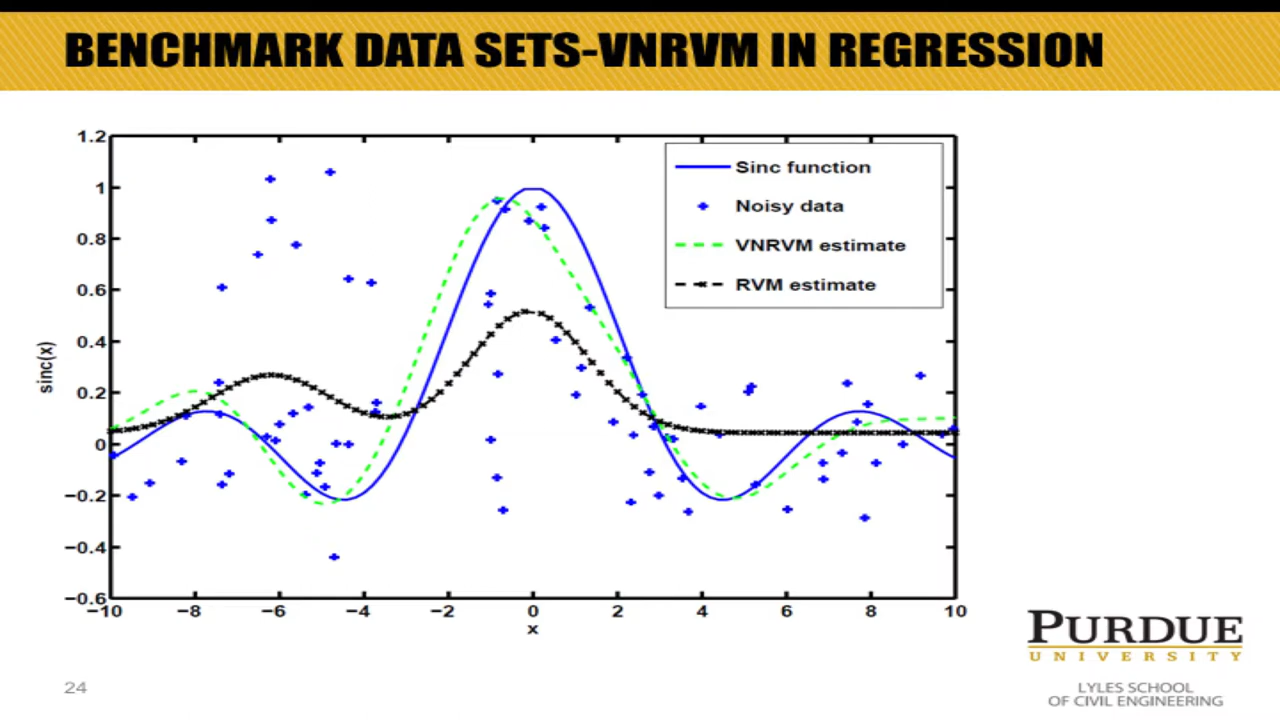 BENCHMARK DATA SETS-VNRVM IN REGRESSION
1.2
1
0.8
0.6
0.4
0.2
0
−0.2
−0.4
−0.6
sinc(x)
Sinc function
Noisy data
VNRVM estimate
RVM estimate
−10 −8 −6 −4 −2 0 2 4 6 8 10
x
PURDUE
UNIVERSITY
24
LYLES SCHOOL
OF CIVIL ENGINEERING